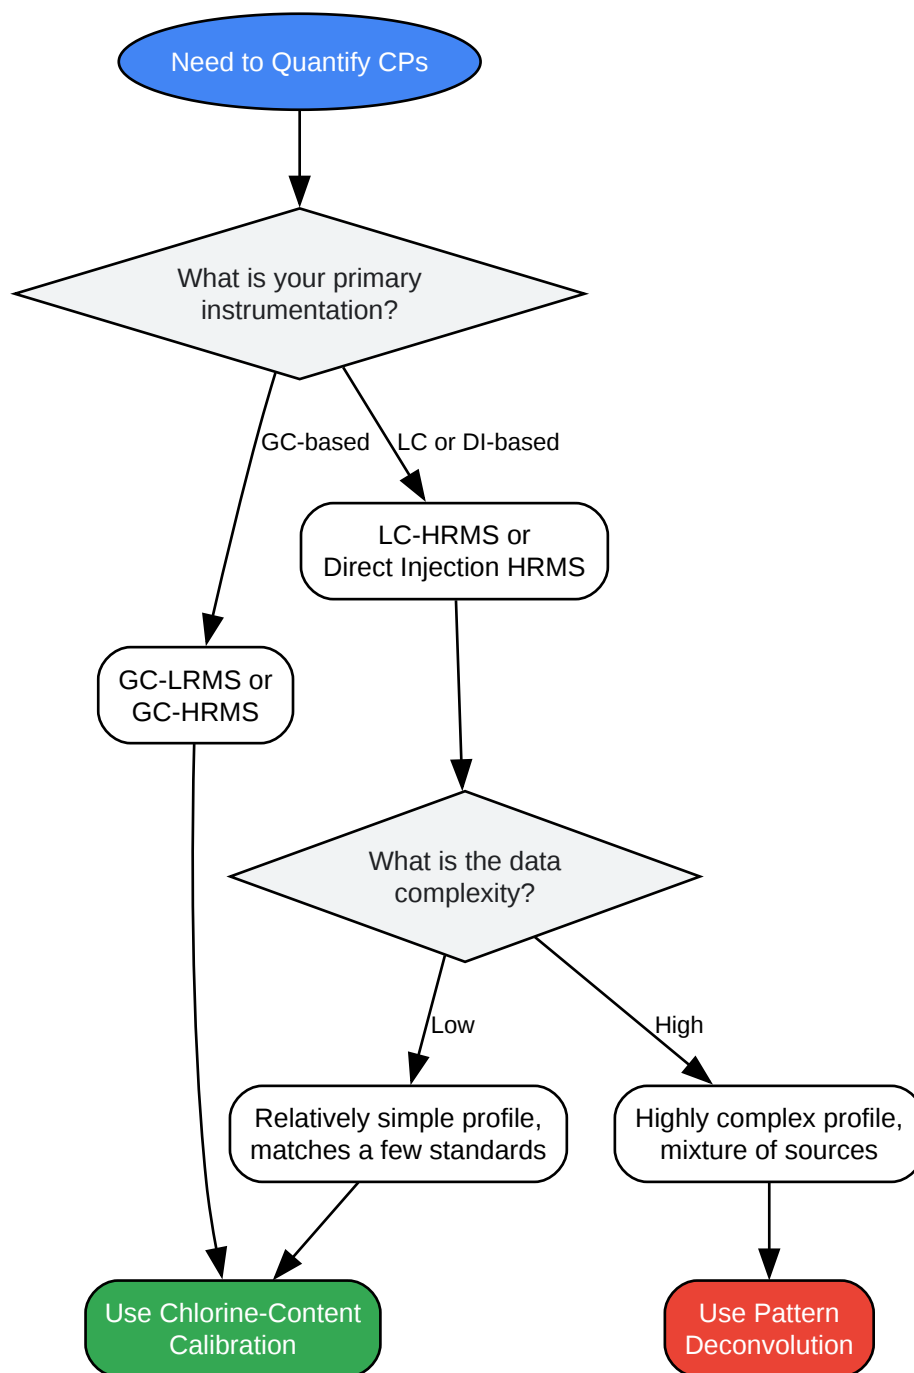 Need to Quantify CPs
What is your primary
instrumentation?
GC-based
LC or DI-based
LC-HRMS or
Direct Injection HRMS
GC-LRMS or
GC-HRMS
What is the data
complexity?
Low
High
Relatively simple profile,
matches a few standards
Highly complex profile,
mixture of sources
Use Chlorine-Content
Calibration
Use Pattern
Deconvolution